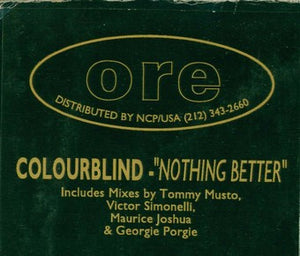 ore
DISTRIBUTED BY NCP/USA (212) 343-2660
COLOURBLIND -"NOTHING BETTER"
Includes Mixes by Tommy Musto,
Victor Simonelli,
Maurice Joshua
& Georgie Porgie